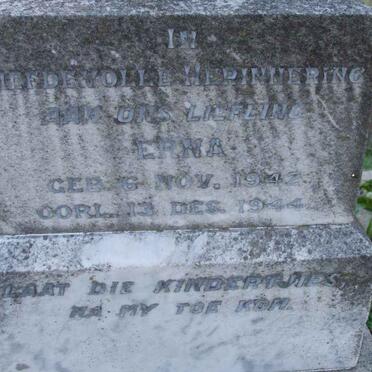 IN
LIEFDEVOLLE HERINNERING
AAN ONS LIEFLING
ERNA
GEB. 6 NOV. 1942
OORL. 13 DES. 1944
LAAT DIE KINDERTJIES
NA MY TOE KOM.